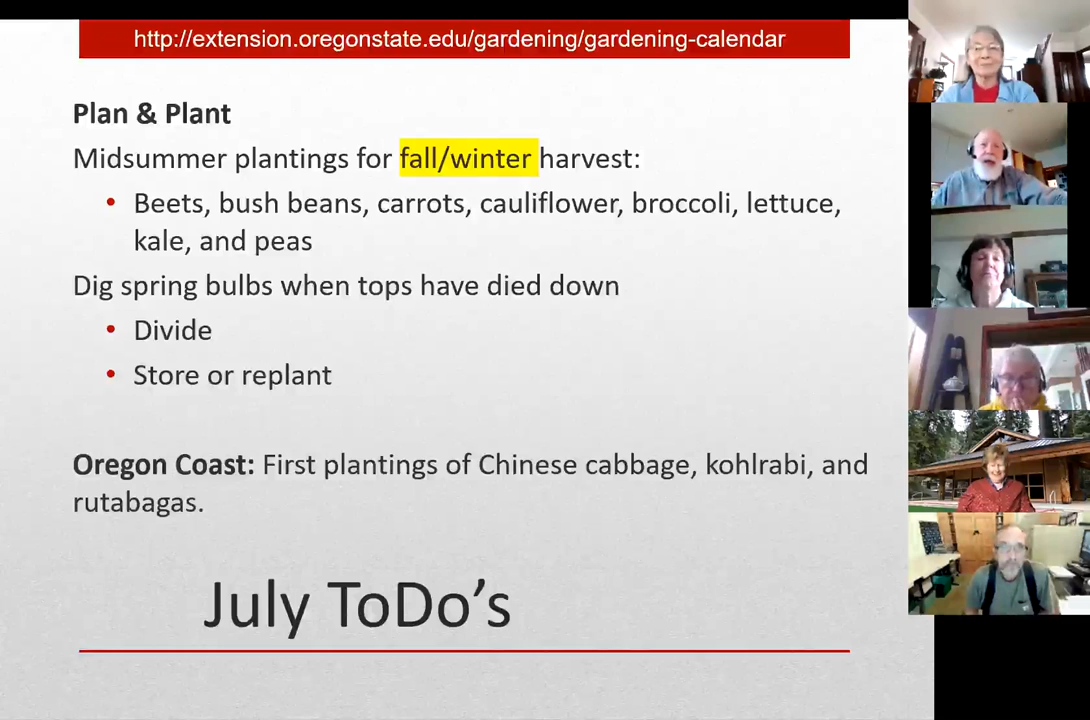 http://extension.oregonstate.edu/gardening/gardening-calendar
Plan & Plant
Midsummer plantings for fall/winter harvest:
• Beets, bush beans, carrots, cauliflower, broccoli, lettuce,
kale, and peas
Dig spring bulbs when tops have died down
• Divide
• Store or replant
Oregon Coast: First plantings of Chinese cabbage, kohlrabi, and
rutabagas.
July ToDo’s